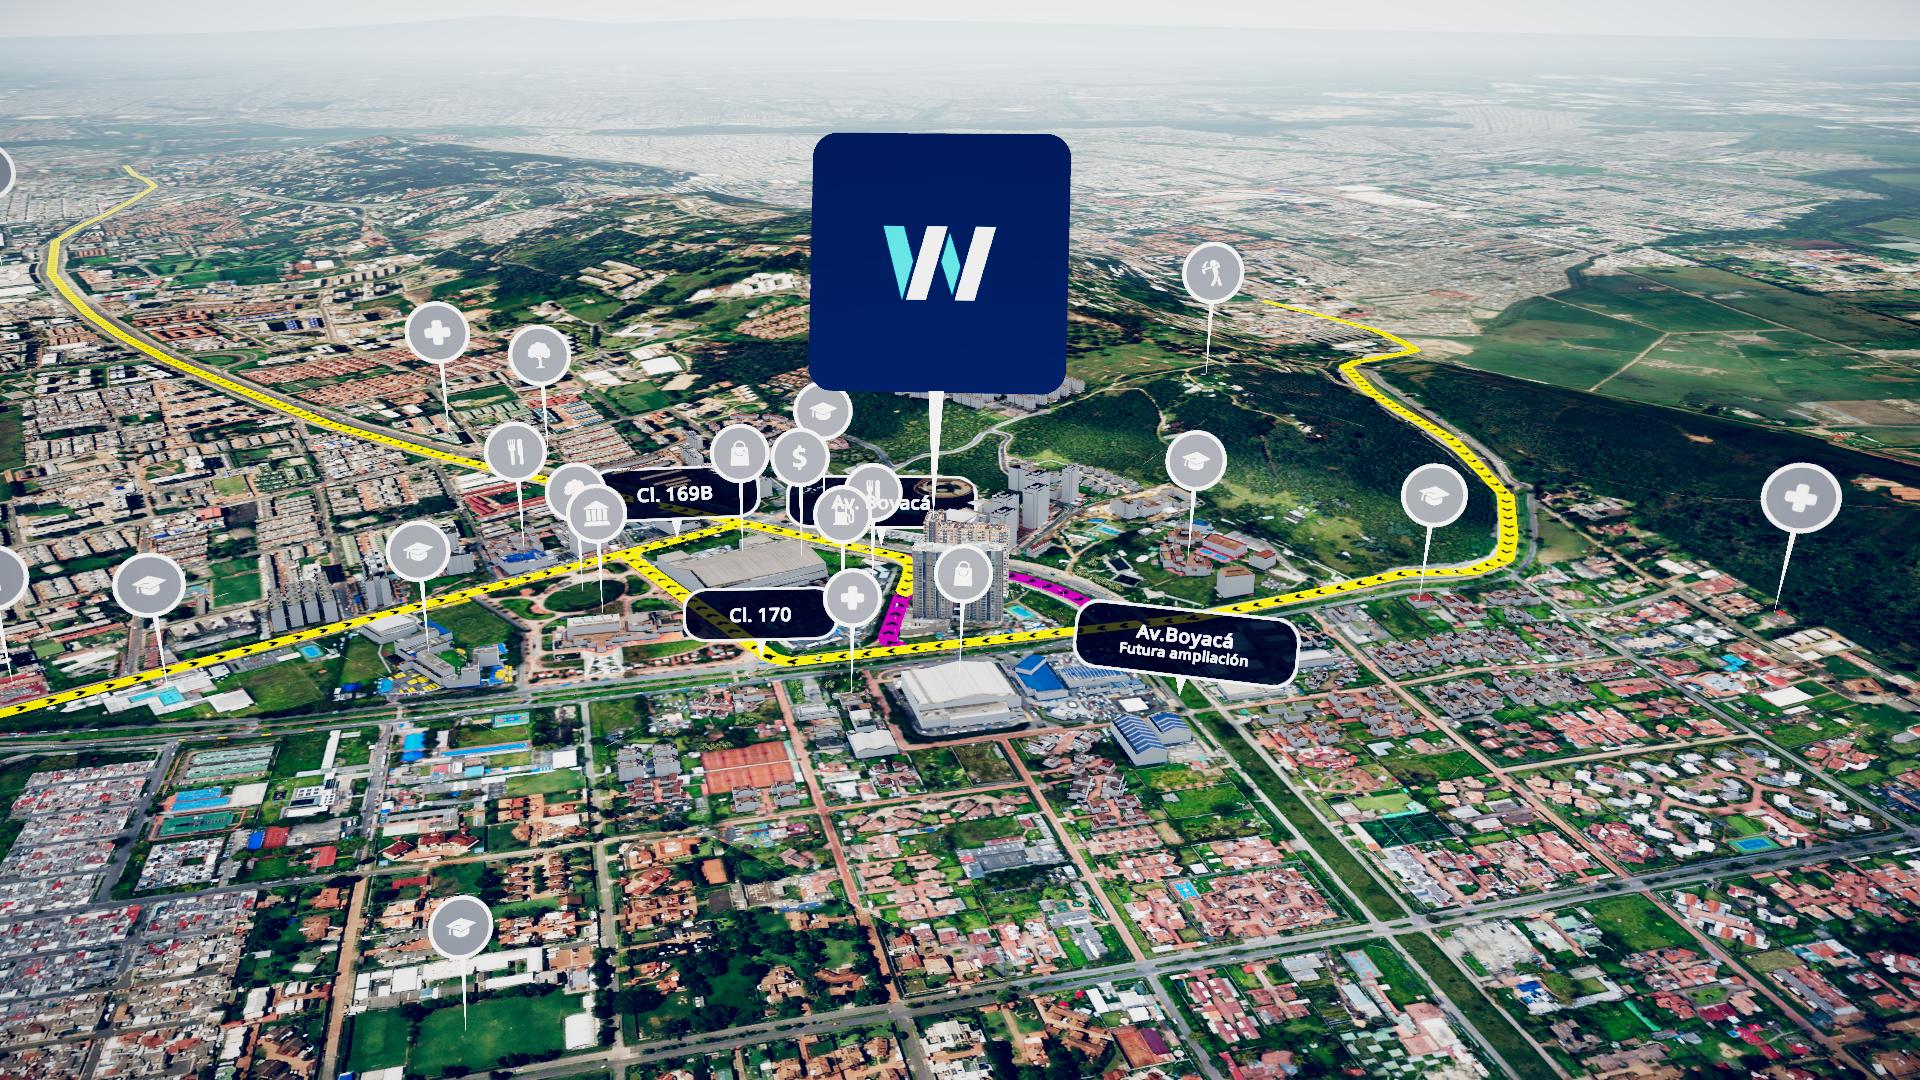 W
Cl. 169B
Av. Boyacá
Cl. 170
Av.Boyacá
Futura ampliación